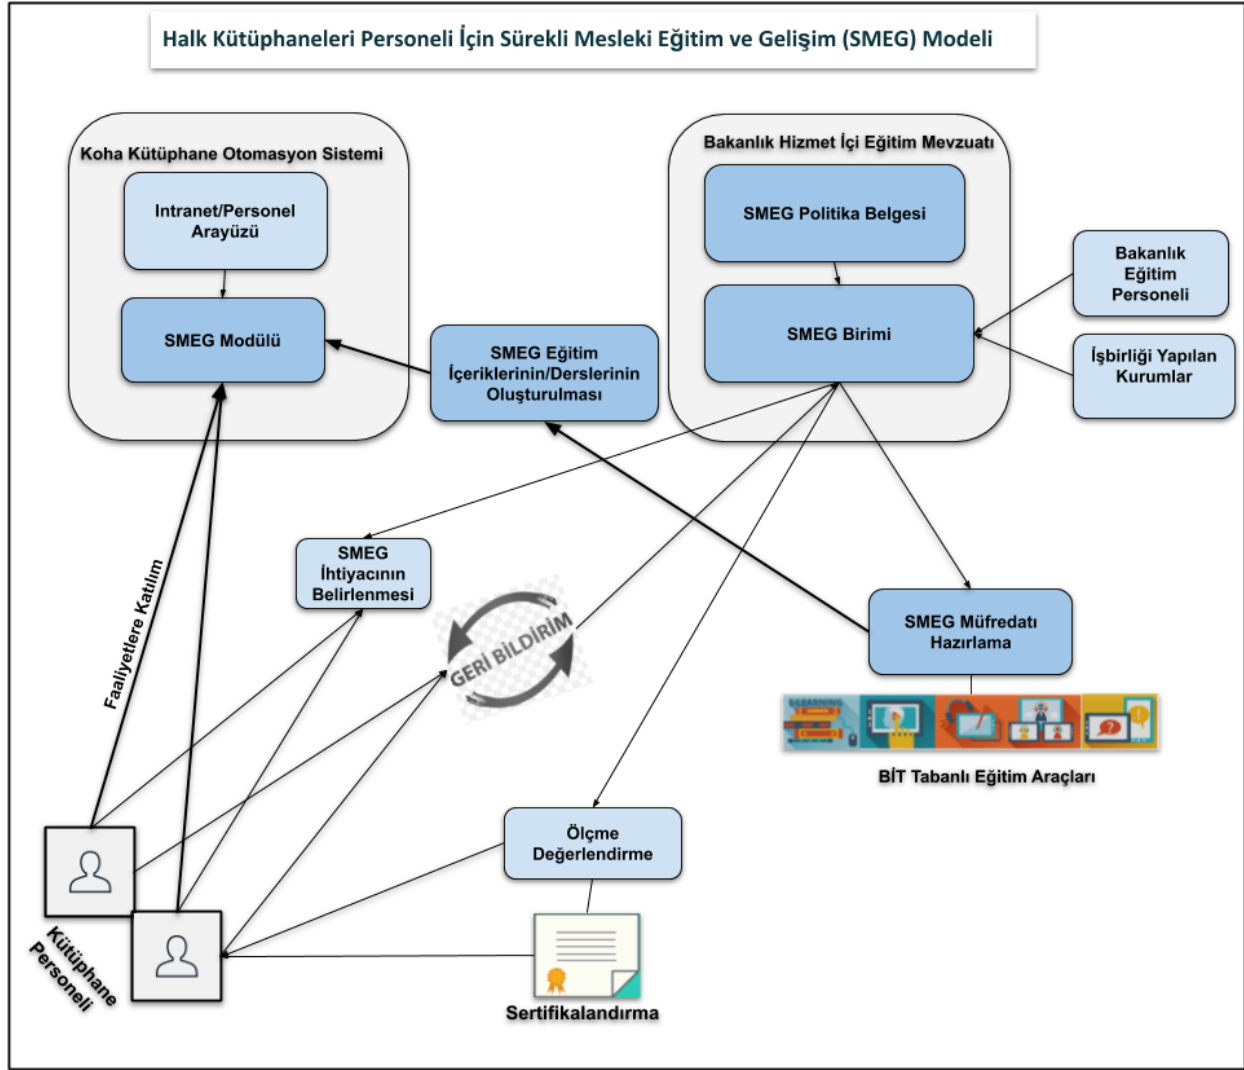 Halk Kütüphaneleri Personeli İçin Sürekli Mesleki Eğitim ve Gelişim (SMEG) Modeli
Koha Kütüphane Otomasyon Sistemi
Intranet/Personel
Arayüzü
SMEG Modülü
Bakanlık Hizmet İçi Eğitim Mevzuatı
SMEG Politika Belgesi
SMEG Birimi
Bakanlık
Eğitim
Personeli
İşbirliği Yapılan
Kurumlar
SMEG Eğitim
İçeriklerinin/Derslerinin
Oluşturulması
SMEG
İhtiyacının
Belirlenmesi
GERİ BİLDİRİM
Faaliyetlere Katılım
SMEG Müfredatı
Hazırlama
E-LEARNING
BİT Tabanlı Eğitim Araçları
Ölçme
Değerlendirme
Kütüphane
Personeli
Sertifikalandırma